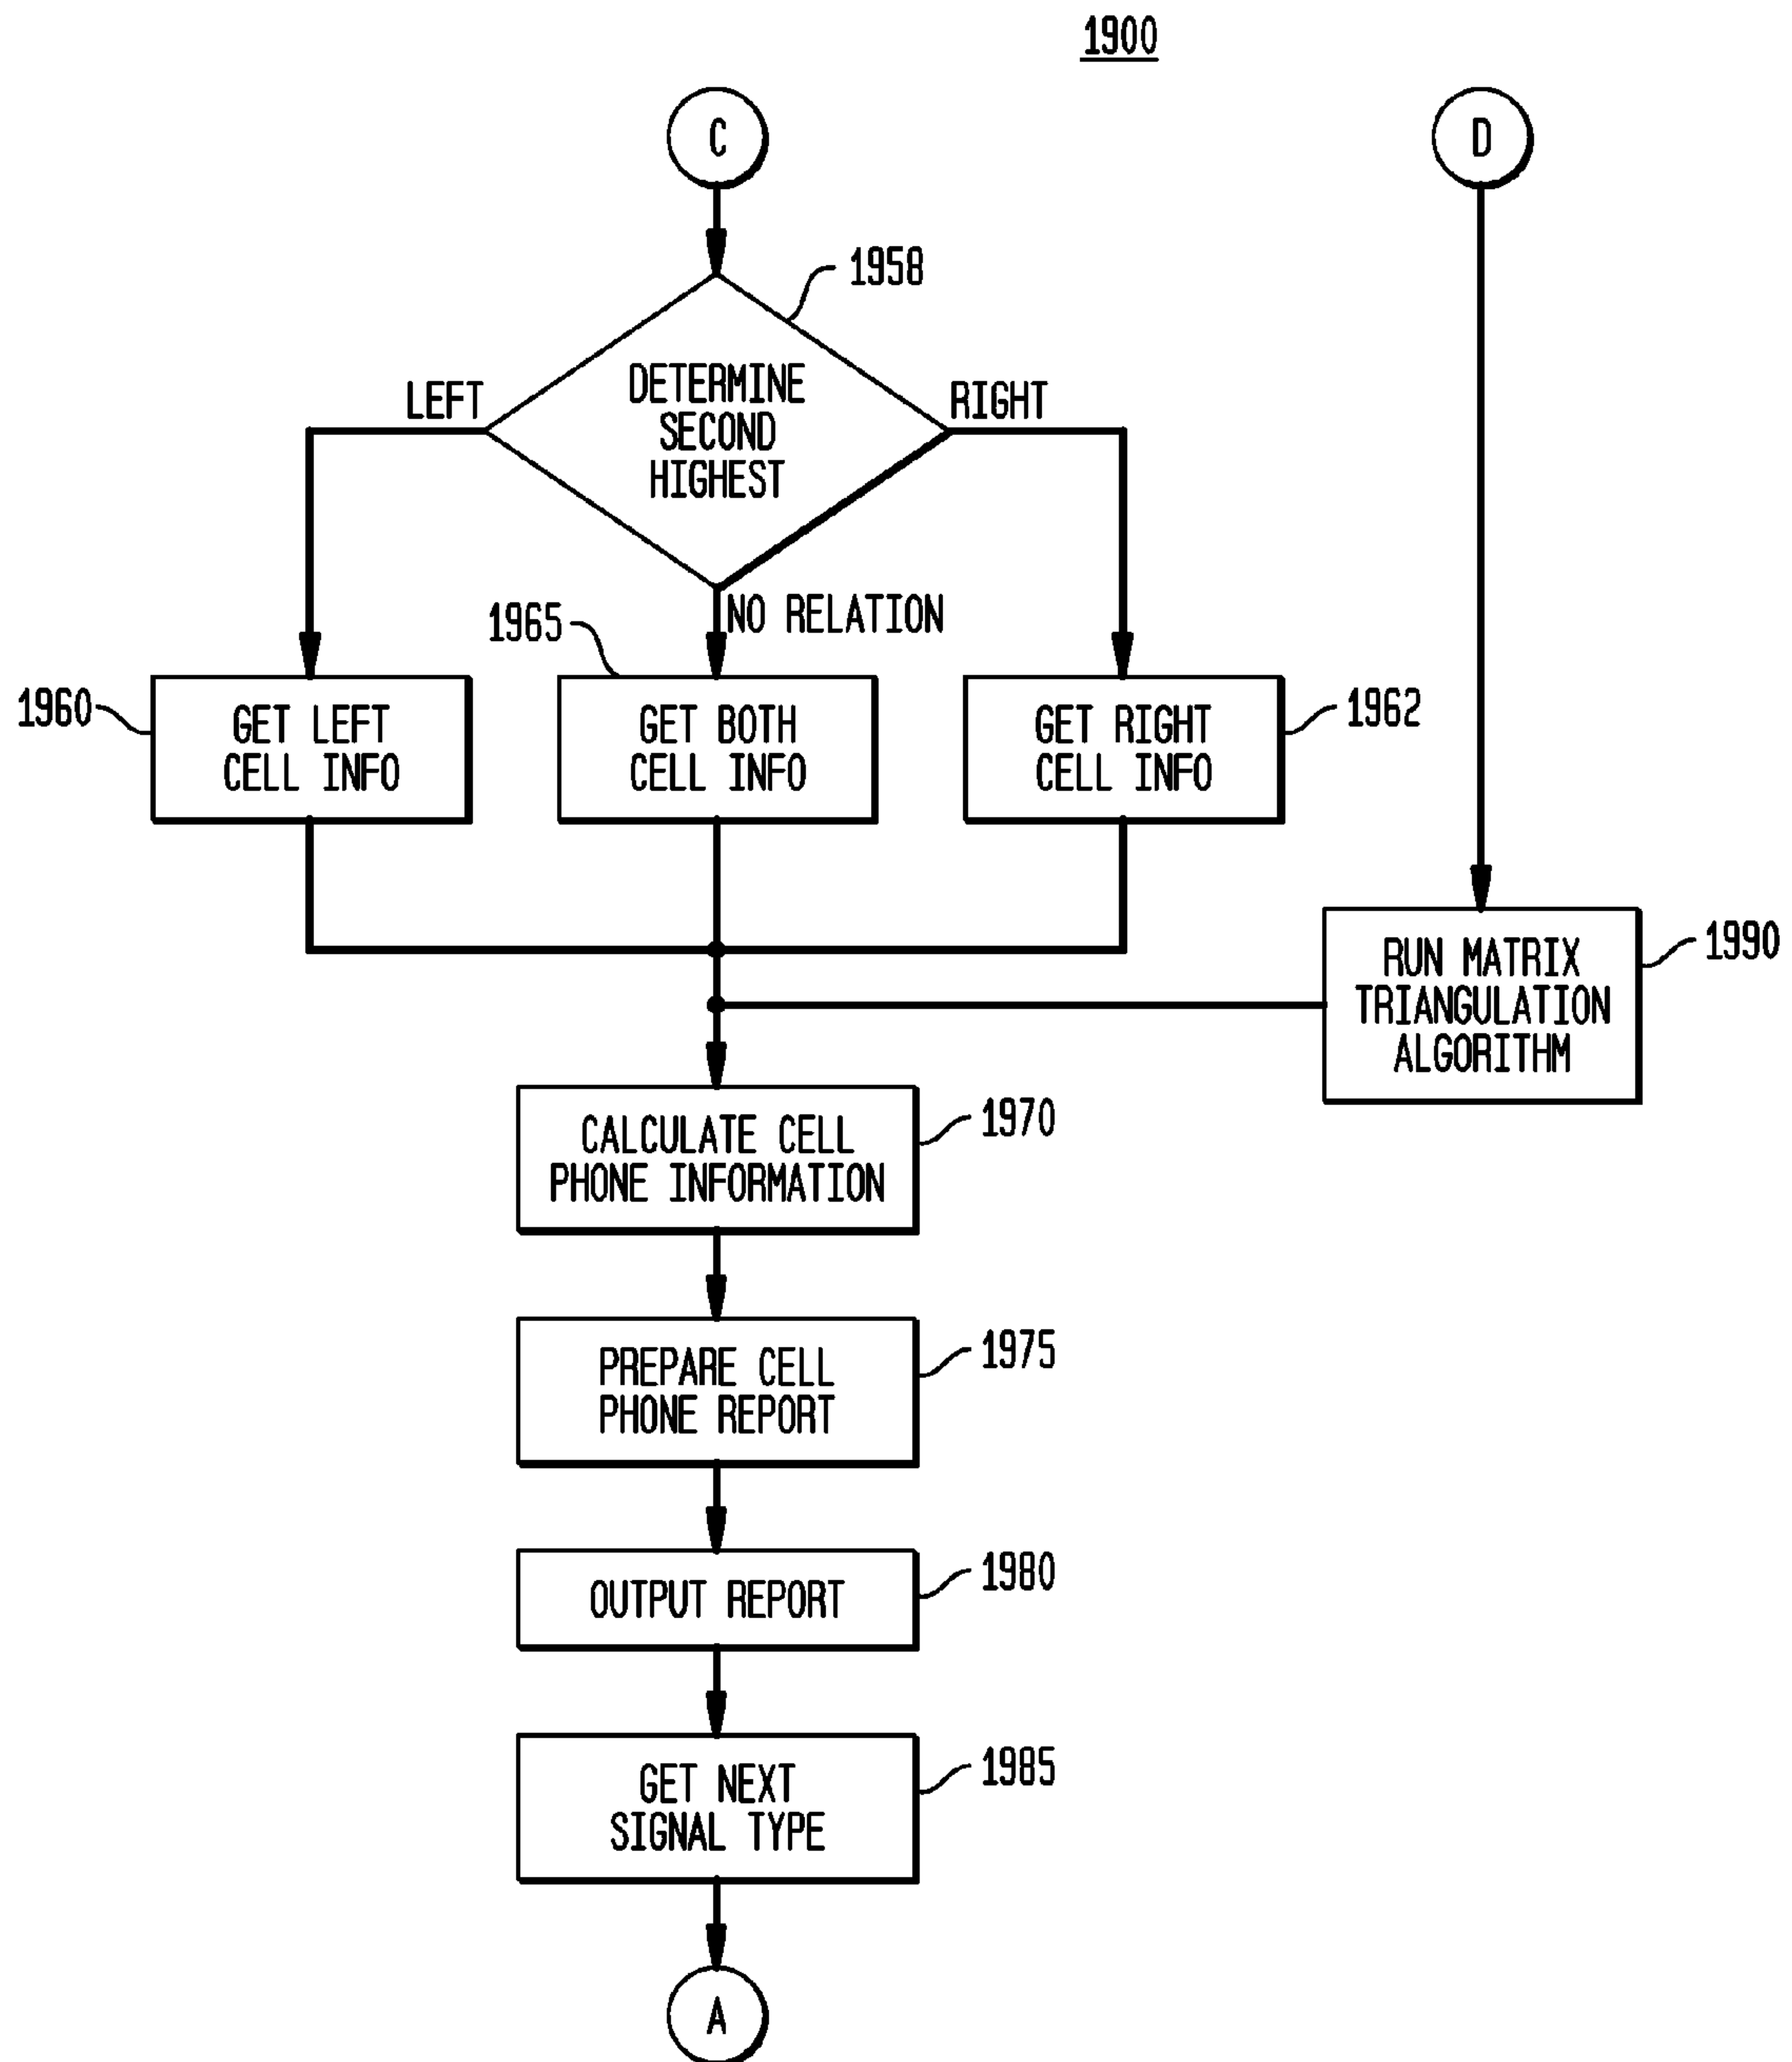 1900
C
D
1958
LEFT
DETERMINE
SECOND
HIGHEST
RIGHT
NO RELATION
1965
1960
GET LEFT
CELL INFO
GET BOTH
CELL INFO
GET RIGHT
CELL INFO
1962
RUN MATRIX
TRIANGULATION
ALGORITHM
1990
CALCULATE CELL
PHONE INFORMATION
1970
PREPARE CELL
PHONE REPORT
1975
OUTPUT REPORT
1980
GET NEXT
SIGNAL TYPE
1985
A